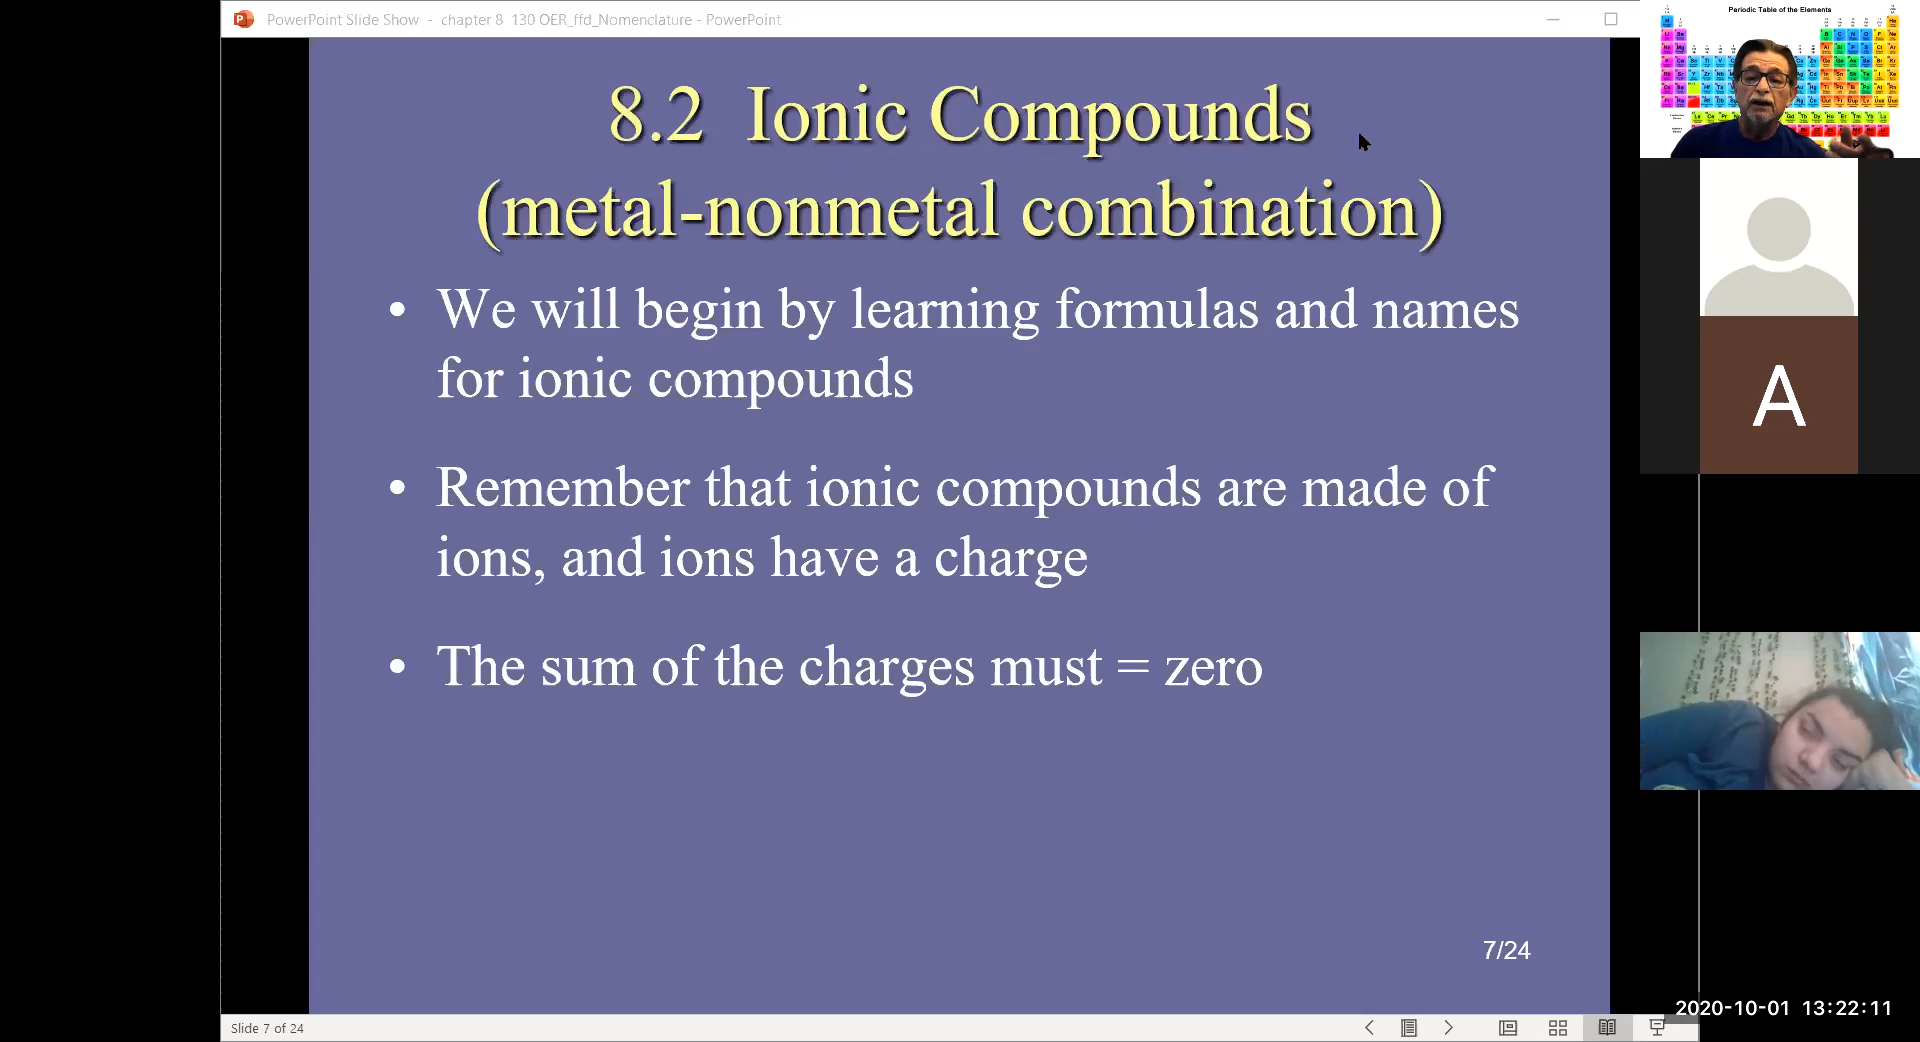 PowerPoint Slide Show - chapter 8 130 OER_ffd_Nomenclature - PowerPoint
Periodic Table of the Elements
8.2 Ionic Compounds
(metal-nonmetal combination)
• We will begin by learning formulas and names
for ionic compounds
• Remember that ionic compounds are made of
ions, and ions have a charge
• The sum of the charges must = zero
7/24
A
2020-10-01 13:22:11
Slide 7 of 24